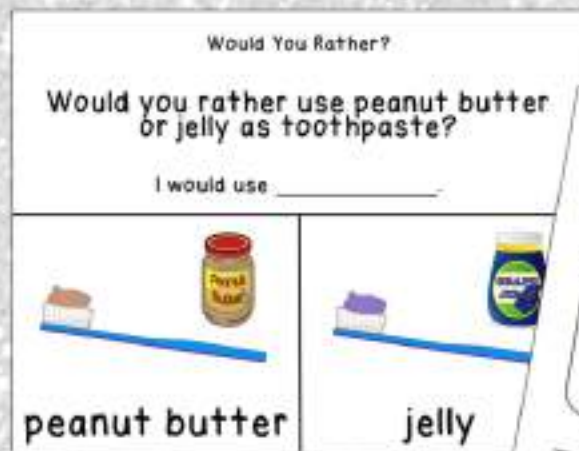 Would You Rather?
Would you rather use peanut butter
or jelly as toothpaste?
I would use ________________.
Peanut
Butter
peanut butter
jelly